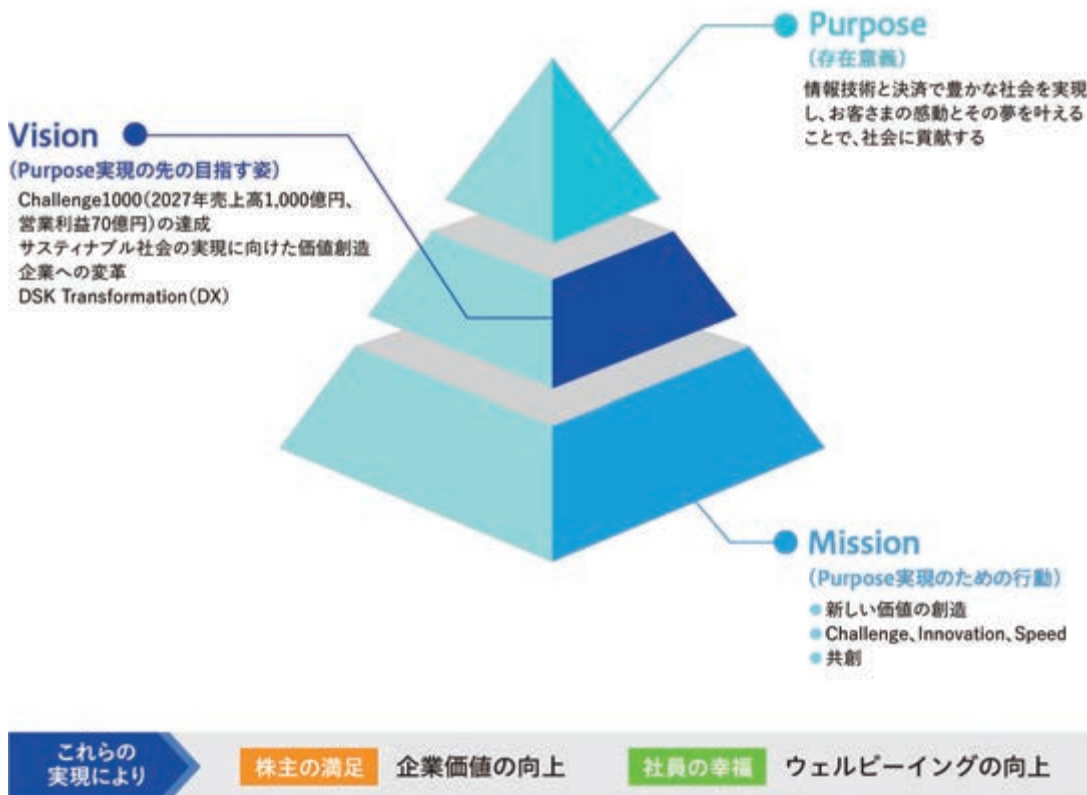 Purpose
(存在意義)
情報技術と決済で豊かな社会を実現
し、お客さまの感動とその夢を叶える
ことで、社会に貢献する
Vision
(Purpose実現の先の目指す姿)
Challenge1000(2027年売上高1,000億円、
営業利益70億円)の達成
サスティナブル社会の実現に向けた価値創造
企業への変革
DSK Transformation(DX)
Mission
(Purpose実現のための行動)
新しい価値の創造
Challenge、Innovation、Speed
共創
これらの
実現により
株主の満足 企業価値の向上 社員の幸福 ウェルビーイングの向上